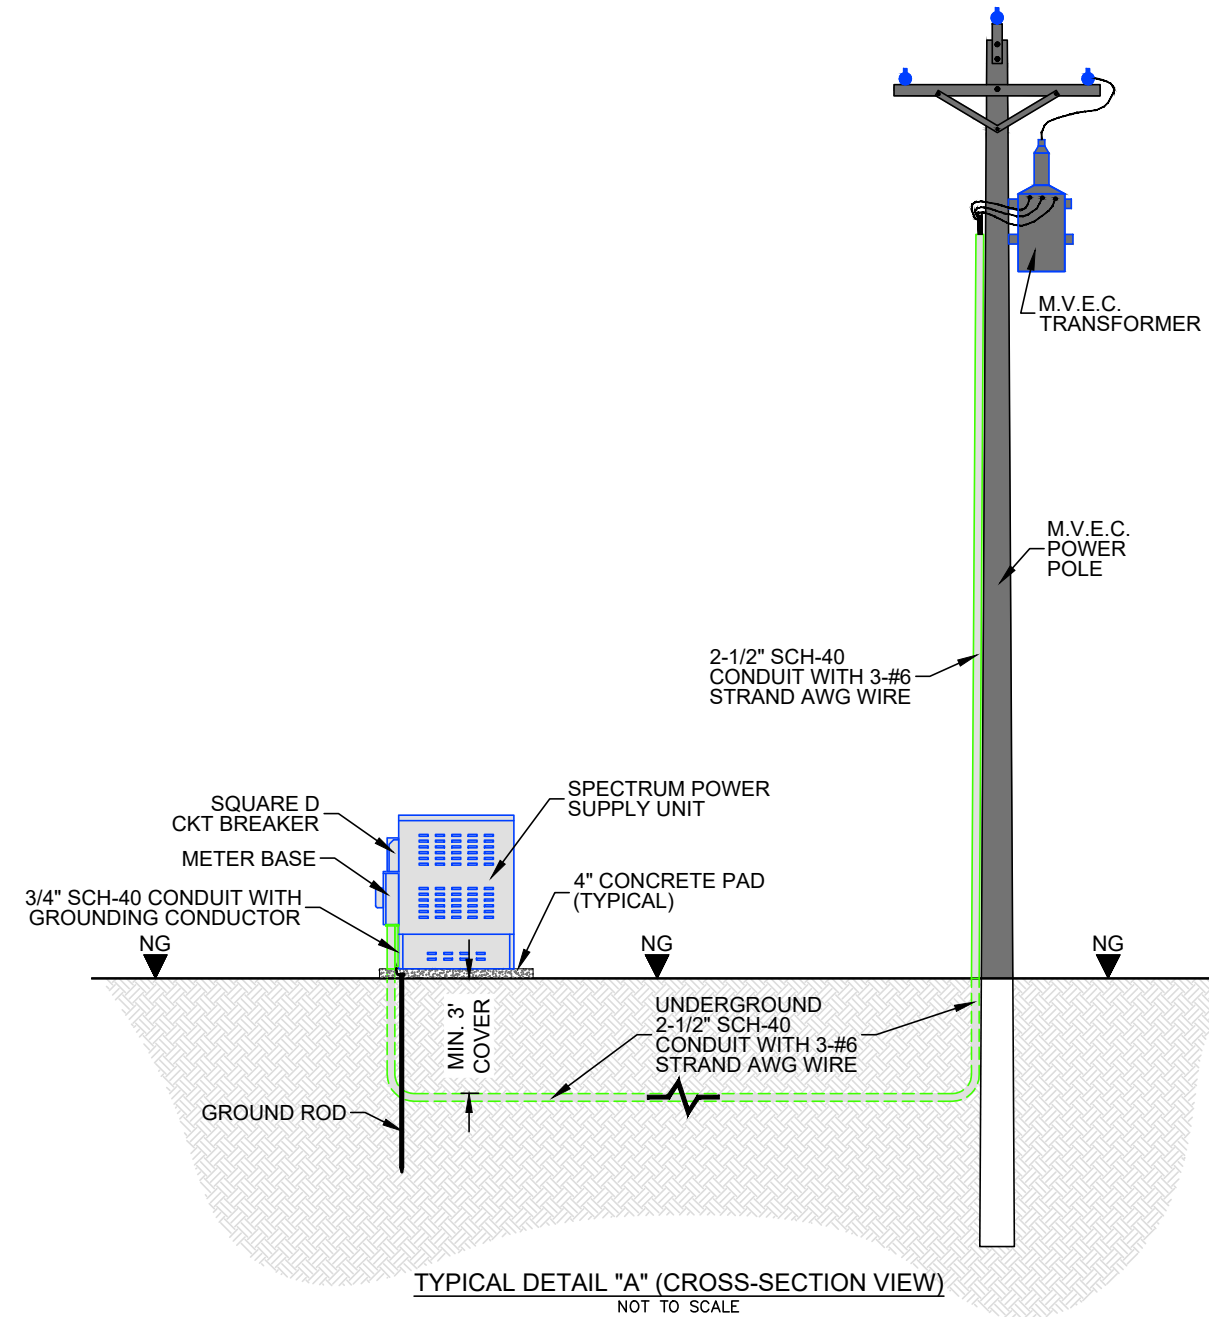 M.V.E.C.
TRANSFORMER
M.V.E.C.
POWER
POLE
2-1/2" SCH-40
CONDUIT WITH 3-#6
STRAND AWG WIRE
SPECTRUM POWER
SUPPLY UNIT
SQUARE D
CKT BREAKER
METER BASE
4" CONCRETE PAD
(TYPICAL)
3/4" SCH-40 CONDUIT WITH
GROUNDING CONDUCTOR
NG
NG
NG
MIN. 3'
COVER
UNDERGROUND
2-1/2" SCH-40
CONDUIT WITH 3-#6
STRAND AWG WIRE
GROUND ROD
TYPICAL DETAIL "A" (CROSS-SECTION VIEW)
NOT TO SCALE